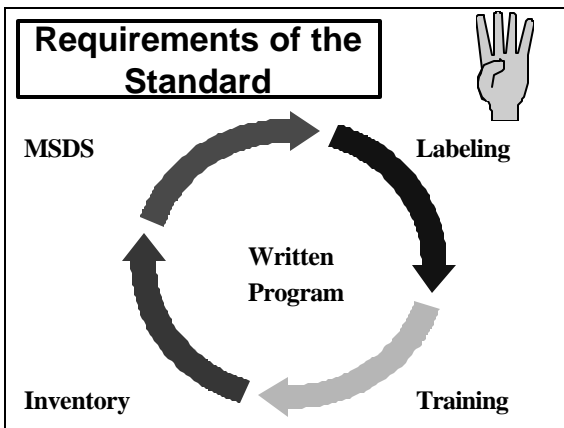 Requirements of the
Standard
MSDS
Labeling
Written
Program
Inventory
Training